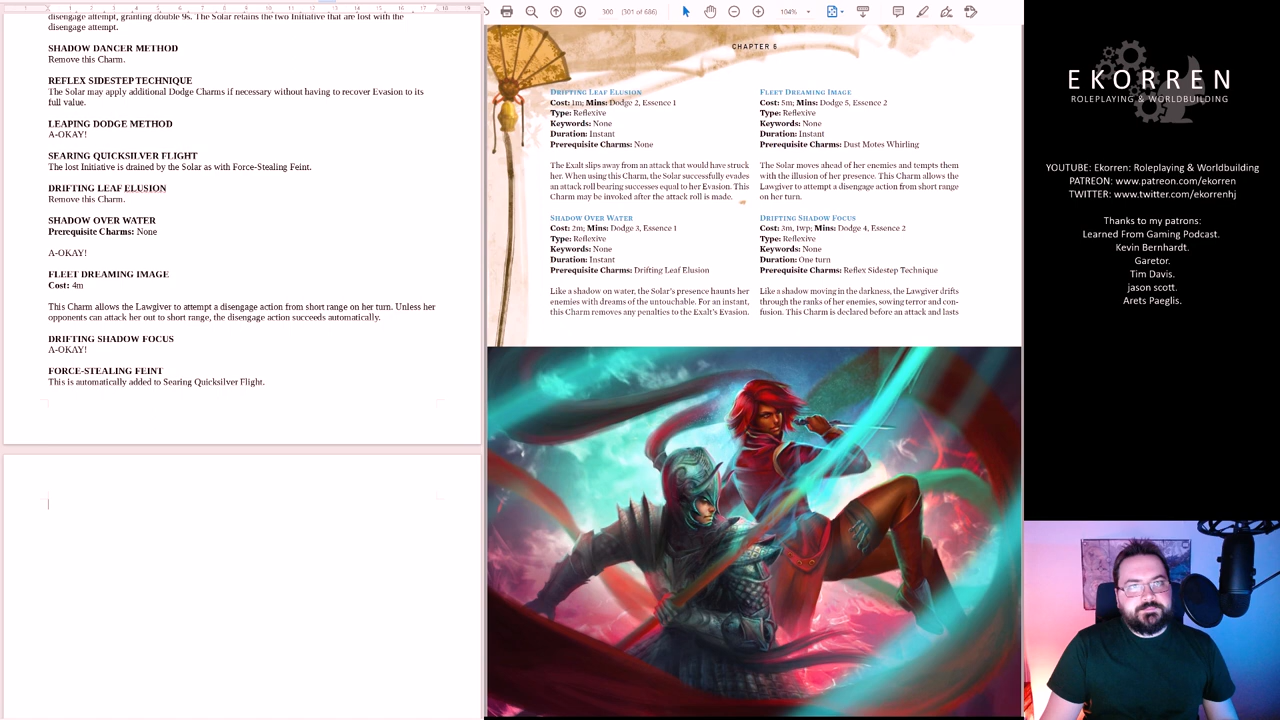 disengage attempt, granting double 9s. The Solar retains the two Initiative that are lost with the
disengage attempt.
SHADOW DANCER METHOD
Remove this Charm.
REFLEX SIDESTEP TECHNIQUE
The Solar may apply additional Dodge Charms if necessary without having to recover Evasion to its
full value.
LEAPING DODGE METHOD
A-OKAY!
SEARING QUICKSILVER FLIGHT
The lost Initiative is drained by the Solar as with Force-Stealing Feint.
DRIFTING LEAF ELUSION
Remove this Charm.
SHADOW OVER WATER
Prerequisite Charms: None
A-OKAY!
FLEET DREAMING IMAGE
Cost: 4m
This Charm allows the Lawgiver to attempt a disengage action from short range on her turn. Unless her
opponents can attack her out to short range, the disengage action succeeds automatically.
DRIFTING SHADOW FOCUS
A-OKAY!
FORCE-STEALING FEINT
This is automatically added to Searing Quicksilver Flight.
300 (301 of 686)
104%
CHAPTER 6
DRIFTING LEAF ELUSION
Cost: 1m; Mins: Dodge 2, Essence 1
Type: Reflexive
Keywords: None
Duration: Instant
Prerequisite Charms: None
The Exalt slips away from an attack that would have struck
her. When using this Charm, the Solar successfully evades
an attack roll bearing successes equal to her Evasion. This
Charm may be invoked after the attack roll is made.
SHADOW OVER WATER
Cost: 2m; Mins: Dodge 3, Essence 1
Type: Reflexive
Keywords: None
Duration: Instant
Prerequisite Charms: Drifting Leaf Elusion
Like a shadow on water, the Solar's presence haunts her
enemies with dreams of the untouchable. For an instant,
this Charm removes any penalties to the Exalt's Evasion.
FLEET DREAMING IMAGE
Cost: 5m; Mins: Dodge 5, Essence 2
Type: Reflexive
Keywords: None
Duration: Instant
Prerequisite Charms: Dust Motes Whirling
The Solar moves ahead of her enemies and tempts them
with the illusion of her presence. This Charm allows the
Lawgiver to attempt a disengage action from short range
on her turn.
DRIFTING SHADOW FOCUS
Cost: 3m, 1wp; Mins: Dodge 4, Essence 2
Type: Reflexive
Keywords: None
Duration: One turn
Prerequisite Charms: Reflex Sidestep Technique
Like a shadow moving in the darkness, the Lawgiver drifts
through the ranks of her enemies, sowing terror and con-
fusion. This Charm is declared before an attack and lasts
EKORREN
ROLEPLAYING & WORLDBUILDING
YOUTUBE: Ekorren: Roleplaying & Worldbuilding
PATREON: www.patreon.com/ekorren
TWITTER: www.twitter.com/ekorrenhj
Thanks to my patrons:
Learned From Gaming Podcast.
Kevin Bernhardt.
Garetor.
Tim Davis.
jason scott.
Arets Paeglis.